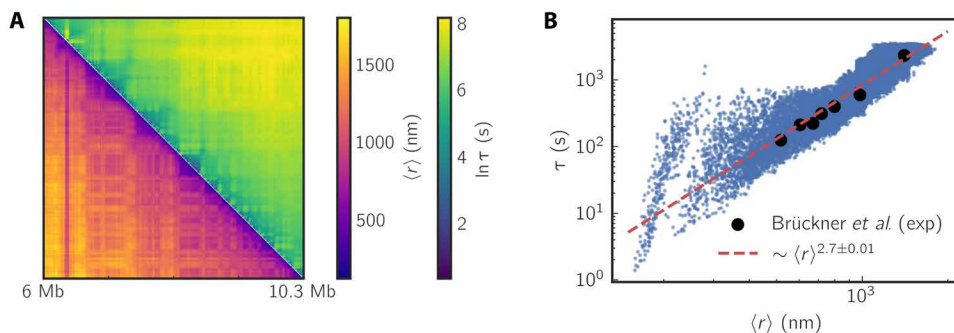 A
6 Mb
10.3 Mb
1500
1000
500
⟨r⟩ (nm)
8
6
4
2
ln τ (s)
B
10³
10²
10¹
10⁰
τ (s)
Brückner et al. (exp)
~ ⟨r⟩²·⁷±⁰·⁰¹
10³
⟨r⟩ (nm)